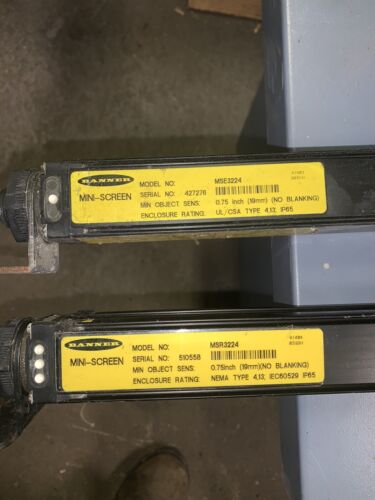 BANNER
MINI-SCREEN
MODEL NO: MSE3224
SERIAL NO: 427276
MIN OBJECT SENS: 0.75 inch (19mm) (NO BLANKING)
ENCLOSURE RATING: UL/CSA TYPE 4,13; IP65
BANNER
MINI-SCREEN
MODEL NO: MSR3224
SERIAL NO: 510558
MIN OBJECT SENS: 0.75inch (19mm)(NO BLANKING)
ENCLOSURE RATING: NEMA TYPE 4,13; IEC60529 IP65